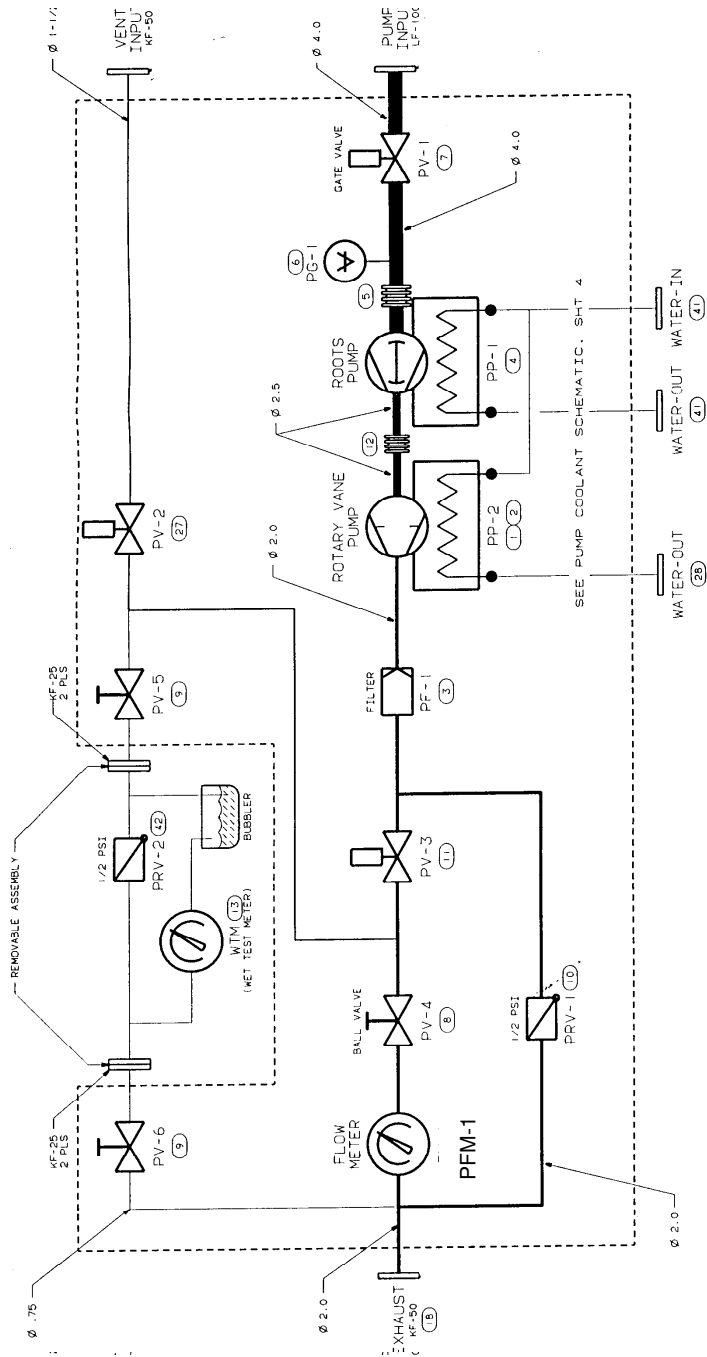 Ø 1-1/2
VENT
INPUT
KF-50
PUMP
INPUT
LF-100
Ø 4.0
GATE VALVE
PV-1
7
Ø 4.0
6
PG-1
5
ROOTS
PUMP
PP-1
4
Ø 2.5
12
ROTARY VANE
PUMP
PP-2
1
2
SEE PUMP COOLANT SCHEMATIC, SHT 4
WATER-IN
41
WATER-OUT
41
WATER-OUT
28
PV-2
27
Ø 2.0
FILTER
PF-1
3
KF-25
2 PLS
PV-5
9
REMOVABLE ASSEMBLY
1/2 PSI
PRV-2
42
BUBBLER
WTM
13
(WET TEST METER)
PV-3
11
BALL VALVE
PV-4
8
1/2 PSI
PRV-1
10
KF-25
2 PLS
PV-6
9
FLOW
METER
PFM-1
Ø .75
Ø 2.0
Ø 2.0
EXHAUST
KF-50
18